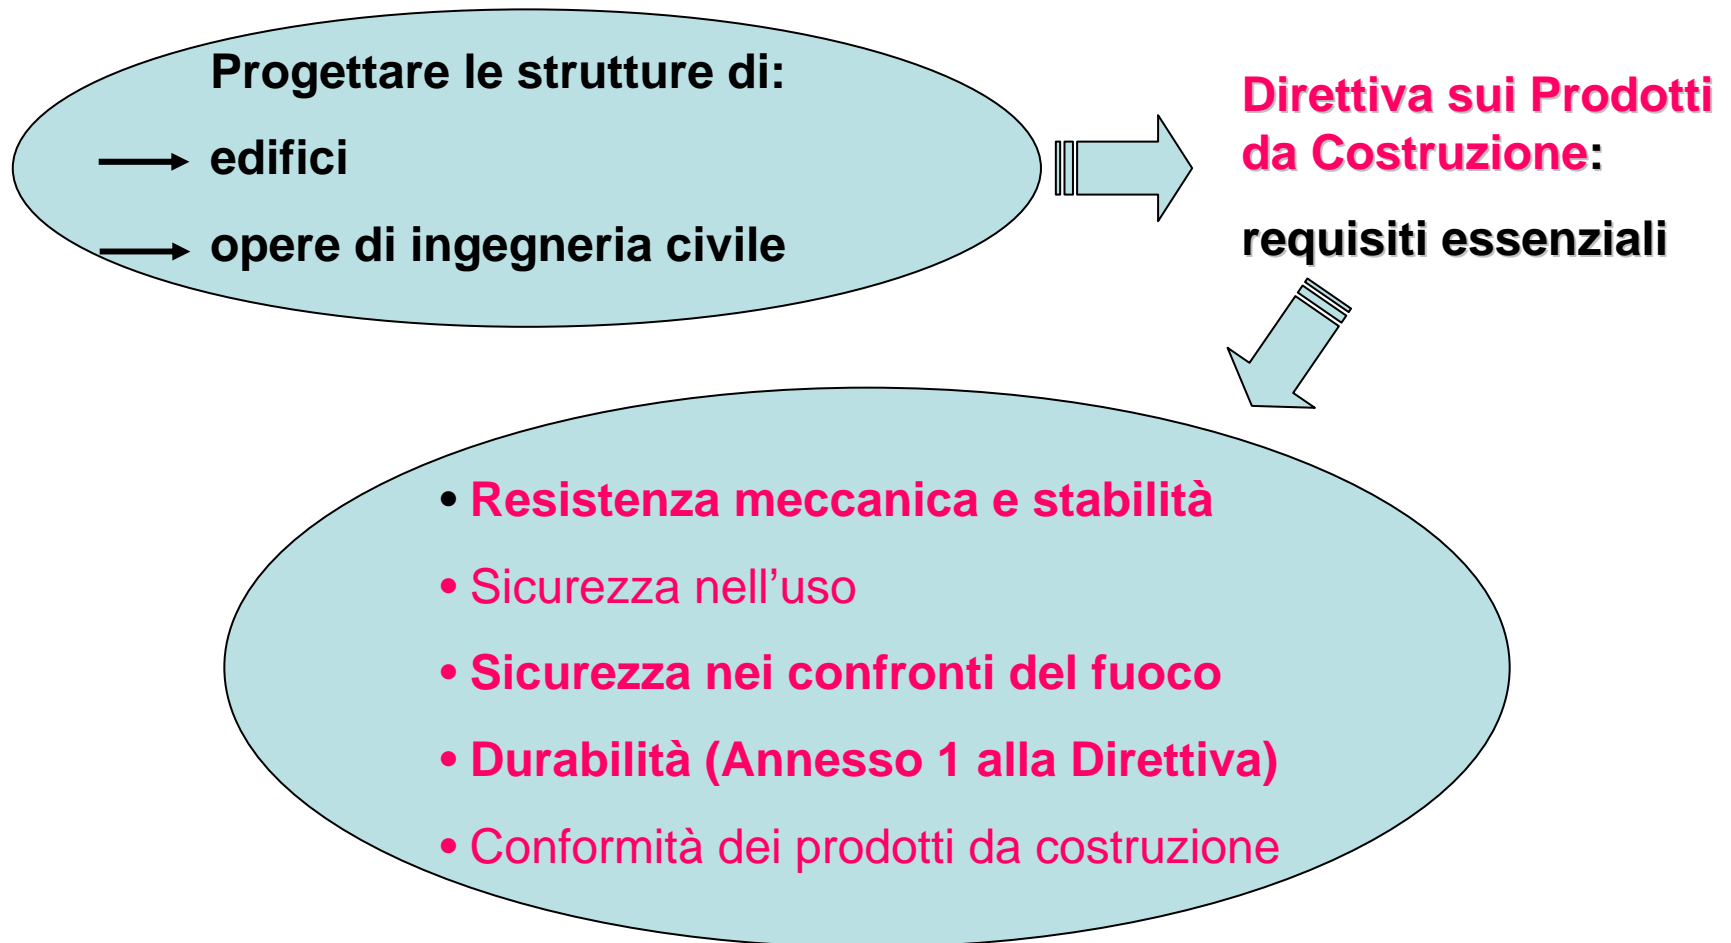 Progettare le strutture di:
edifici
opere di ingegneria civile
Direttiva sui Prodotti
da Costruzione:
requisiti essenziali
• Resistenza meccanica e stabilità
• Sicurezza nell’uso
• Sicurezza nei confronti del fuoco
• Durabilità (Annesso 1 alla Direttiva)
• Conformità dei prodotti da costruzione